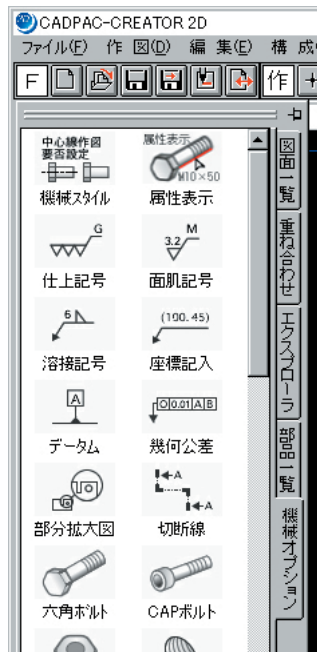 CADPAC-CREATOR 2D
ファイル(F) 作 図(D) 編 集(E) 構 成
F 作
中心線作図
要否設定
属性表示
M10×50
機械スタイル 属性表示
G
3.2 M
仕上記号 面肌記号
6
(100.45)
溶接記号 座標記入
A
0.01 A B
データム 幾何公差
A
A
部分拡大図 切断線
六角ボルト CAPボルト
図面一覧
重ね合わせ
エクスプローラ
部品一覧
機械オプション